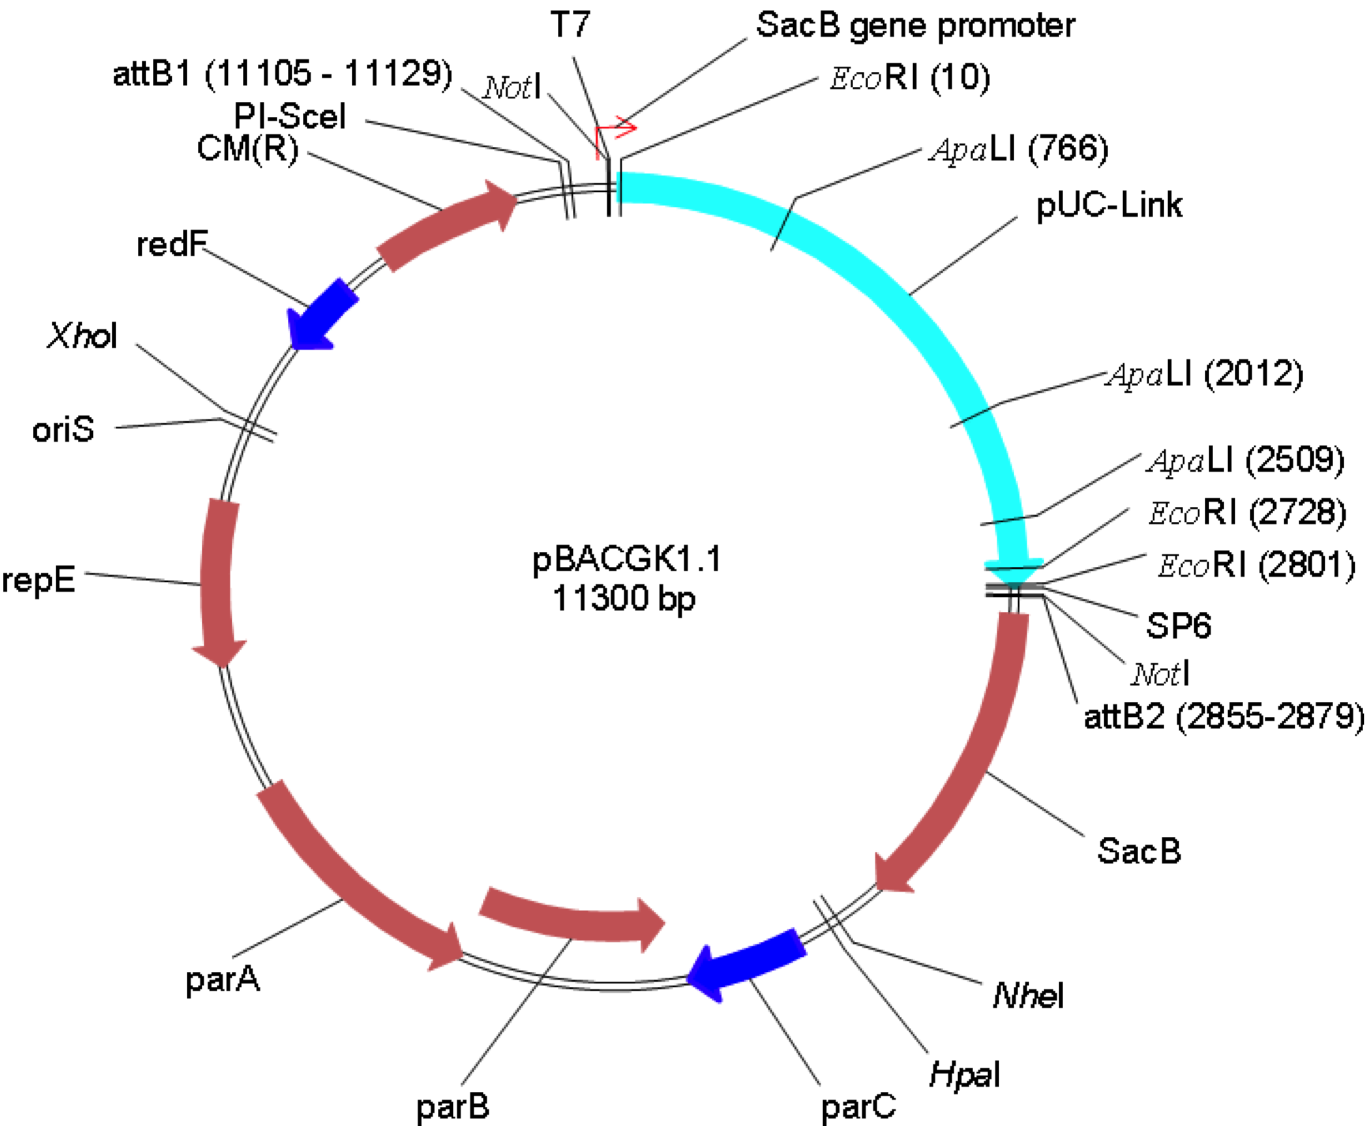 T7
SacB gene promoter
attB1 (11105 - 11129)
NotI
EcoRI (10)
PI-SceI
CM(R)
ApaLI (766)
pUC-Link
redF
XhoI
ApaLI (2012)
oriS
ApaLI (2509)
EcoRI (2728)
EcoRI (2801)
pBACGK1.1
11300 bp
repE
SP6
NotI
attB2 (2855-2879)
SacB
parA
NheI
HpaI
parB
parC